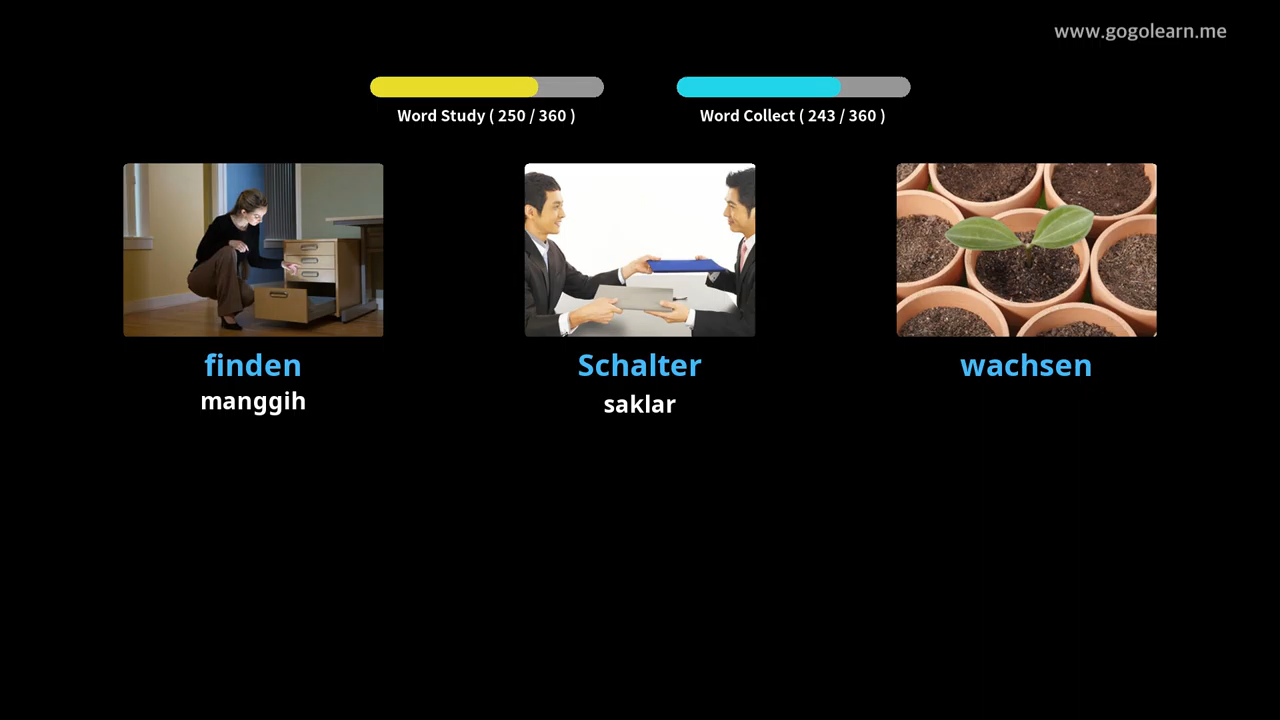 www.gogolearn.me
Word Study ( 250 / 360 )
Word Collect ( 243 / 360 )
finden
manggih
Schalter
saklar
wachsen